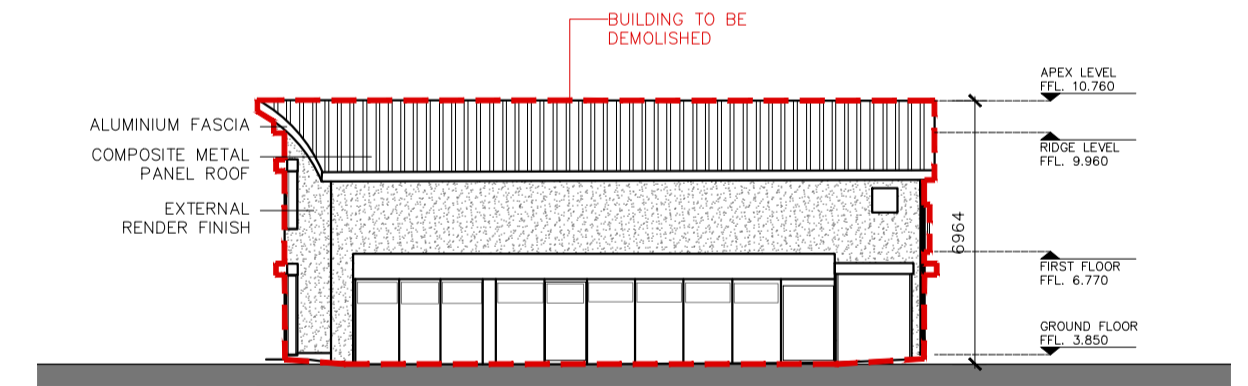 BUILDING TO BE
DEMOLISHED
APEX LEVEL
FFL. 10.760
ALUMINIUM FASCIA
COMPOSITE METAL
PANEL ROOF
RIDGE LEVEL
FFL. 9.960
EXTERNAL
RENDER FINISH
6964
FIRST FLOOR
FFL. 6.770
GROUND FLOOR
FFL. 3.850